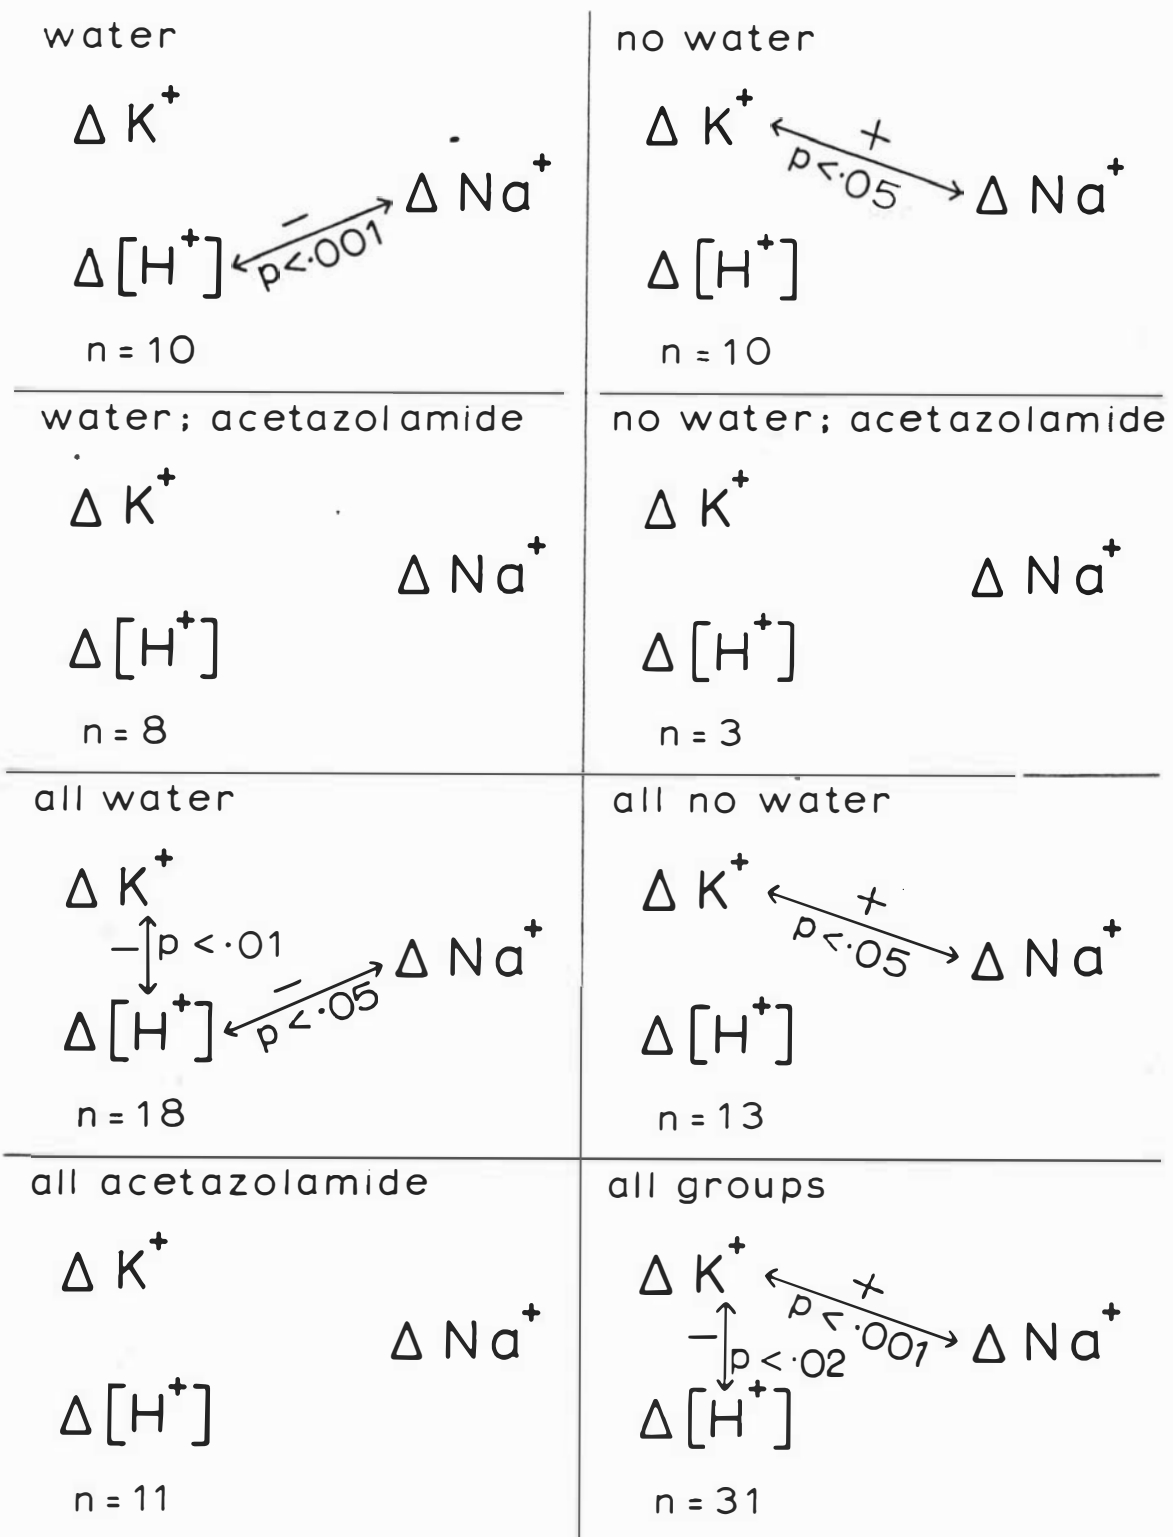 water
Δ K⁺
Δ Na⁺
−
p<·001
Δ [H⁺]
n = 10
no water
Δ K⁺
+
p<·05
Δ Na⁺
Δ [H⁺]
n = 10
water; acetazolamide
Δ K⁺
Δ Na⁺
Δ [H⁺]
n = 8
no water; acetazolamide
Δ K⁺
Δ Na⁺
Δ [H⁺]
n = 3
all water
Δ K⁺
− p <·01
Δ Na⁺
−
p <·05
Δ [H⁺]
n = 18
all no water
Δ K⁺
+
p<·05
Δ Na⁺
Δ [H⁺]
n = 13
all acetazolamide
Δ K⁺
Δ Na⁺
Δ [H⁺]
n = 11
all groups
Δ K⁺
+
p <·001
Δ Na⁺
− p <·02
Δ [H⁺]
n = 31